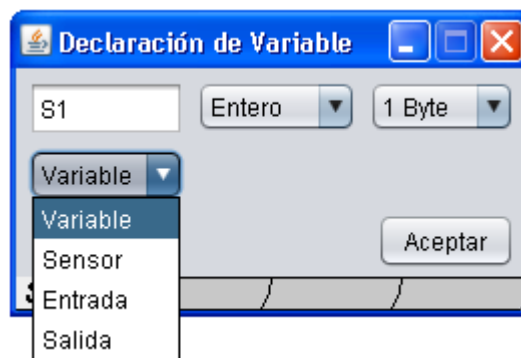 Declaración de Variable
S1 Entero 1 Byte
Variable
Variable
Sensor
Aceptar
Entrada
Salida